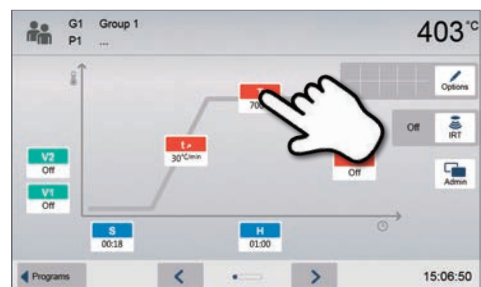 G1 Group 1
P1 ...
403°C
T
700
Options
t↗
30°C/min
Off
IRT
V2
Off
Off
Admin
V1
Off
S
00:18
H
01:00
Programs
15:06:50